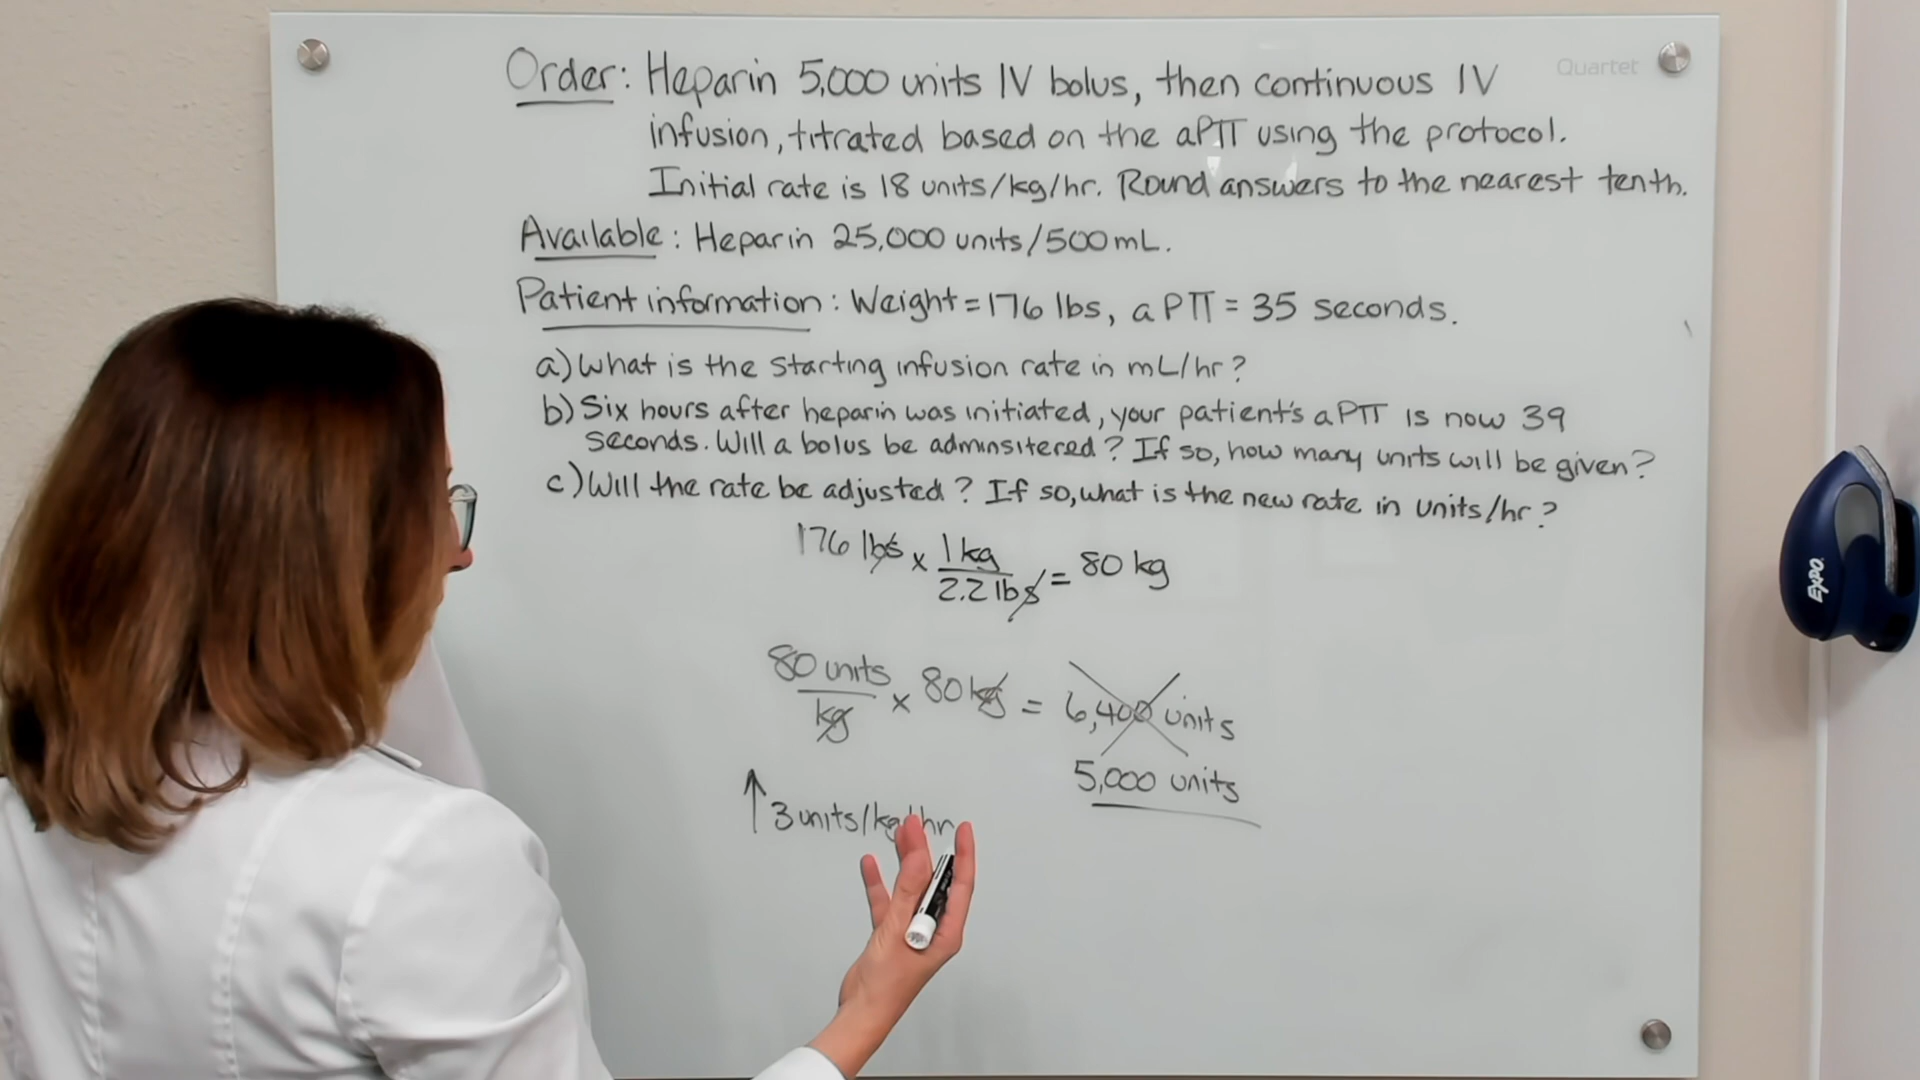 Quartet
Order: Heparin 5,000 units IV bolus, then continuous IV
infusion, titrated based on the aPTT using the protocol.
Initial rate is 18 units/kg/hr. Round answers to the nearest tenth.
Available: Heparin 25,000 units/500mL.
Patient information: Weight = 176 lbs, aPTT = 35 seconds.
a) What is the starting infusion rate in mL/hr?
b) Six hours after heparin was initiated, your patient's aPTT is now 39
seconds. Will a bolus be adminsitered? If so, how many units will be given?
c) Will the rate be adjusted? If so, what is the new rate in units/hr?
176 lbs x 1 kg / 2.2 lbs = 80 kg
80 units / kg x 80 kg = 6,400 units
5,000 units
↑ 3 units/kg/hr
EXPO